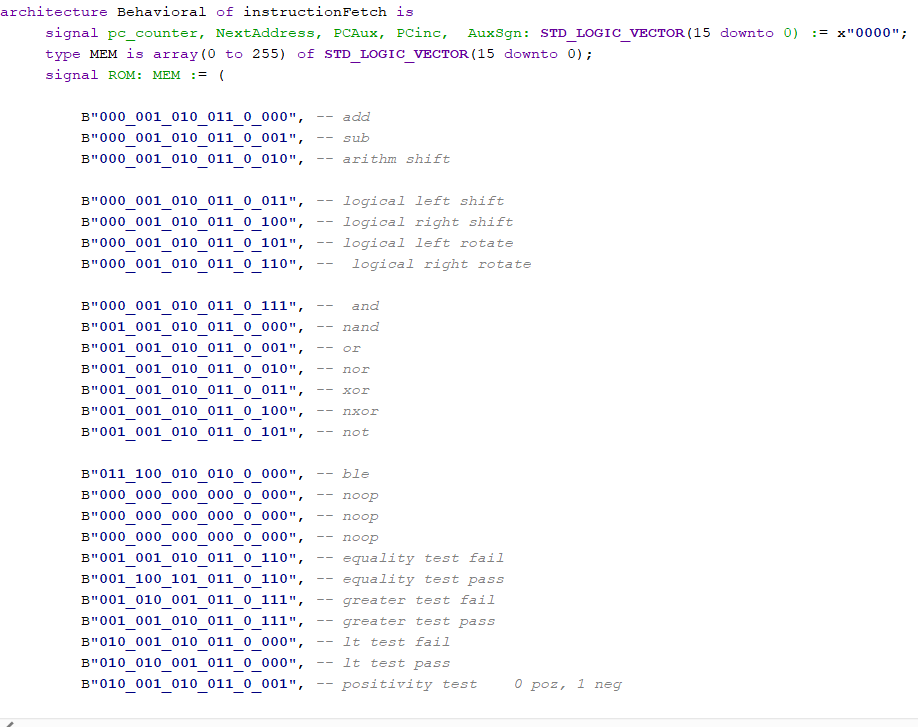 architecture Behavioral of instructionFetch is
signal pc_counter, NextAddress, PCAux, PCinc,  AuxSgn: STD_LOGIC_VECTOR(15 downto 0) := x"0000";
type MEM is array(0 to 255) of STD_LOGIC_VECTOR(15 downto 0);
signal ROM: MEM := (
B"000_001_010_011_0_000", -- add
B"000_001_010_011_0_001", -- sub
B"000_001_010_011_0_010", -- arithm shift
B"000_001_010_011_0_011", -- logical left shift
B"000_001_010_011_0_100", -- logical right shift
B"000_001_010_011_0_101", -- logical left rotate
B"000_001_010_011_0_110", --  logical right rotate
B"000_001_010_011_0_111", --  and
B"001_001_010_011_0_000", -- nand
B"001_001_010_011_0_001", -- or
B"001_001_010_011_0_010", -- nor
B"001_001_010_011_0_011", -- xor
B"001_001_010_011_0_100", -- nxor
B"001_001_010_011_0_101", -- not
B"011_100_010_010_0_000", -- ble
B"000_000_000_000_0_000", -- noop
B"000_000_000_000_0_000", -- noop
B"000_000_000_000_0_000", -- noop
B"001_001_010_011_0_110", -- equality test fail
B"001_100_101_011_0_110", -- equality test pass
B"001_010_001_011_0_111", -- greater test fail
B"001_001_010_011_0_111", -- greater test pass
B"010_001_010_011_0_000", -- lt test fail
B"010_010_001_011_0_000", -- lt test pass
B"010_001_010_011_0_001", -- positivity test    0 poz, 1 neg